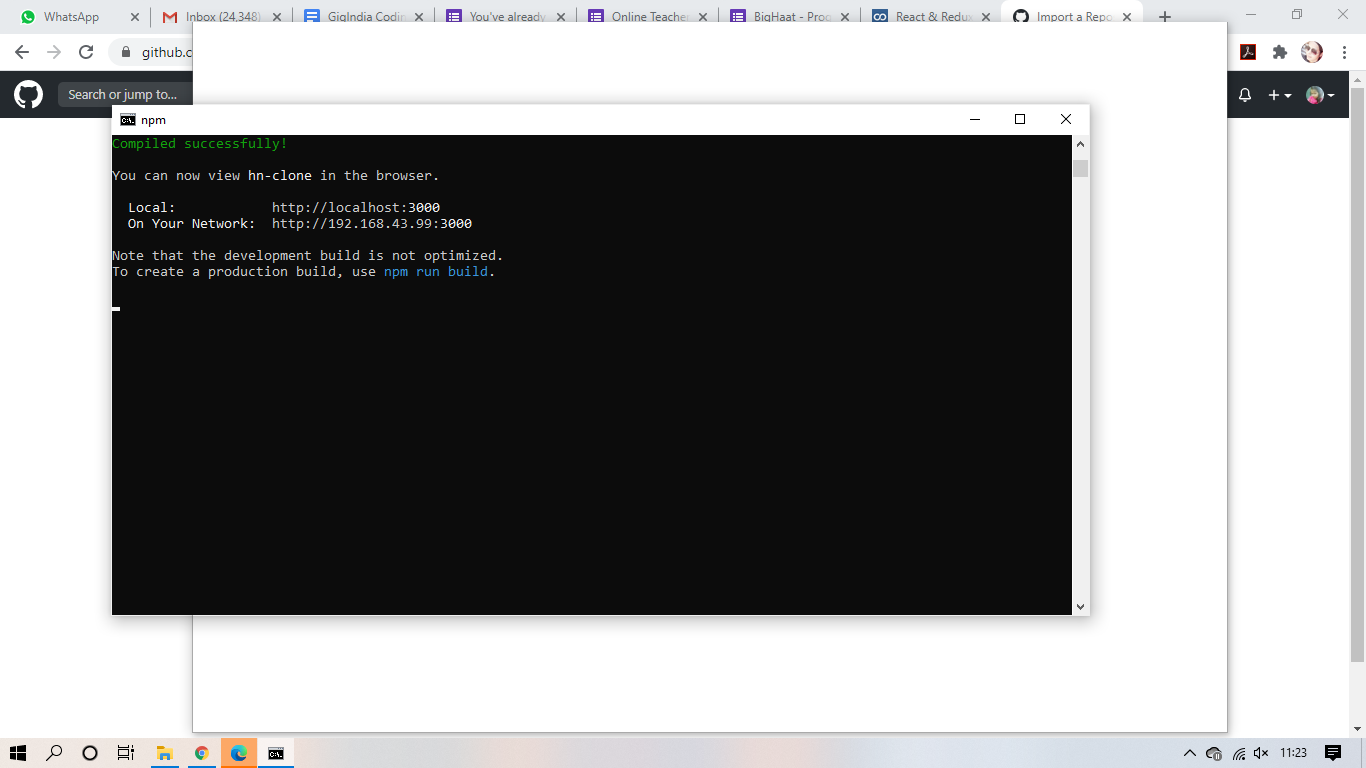 WhatsApp
Inbox (24,348)
GigIndia Codin
You've already
Online Teache
BigHaat - Proc
React & Redux
Import a Repo
github.c
Search or jump to...
npm
Compiled successfully!
You can now view hn-clone in the browser.
Local: http://localhost:3000
On Your Network: http://192.168.43.99:3000
Note that the development build is not optimized.
To create a production build, use npm run build.
11:23